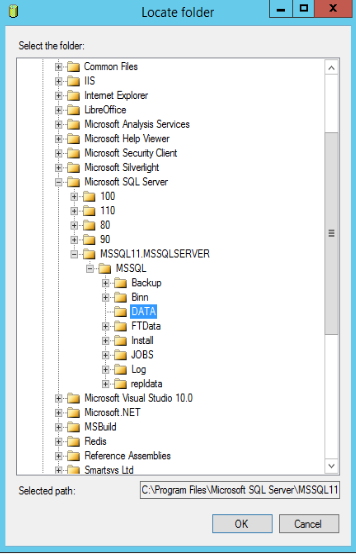 Locate folder
Select the folder:
Common Files
IIS
Internet Explorer
LibreOffice
Microsoft Analysis Services
Microsoft Help Viewer
Microsoft Security Client
Microsoft Silverlight
Microsoft SQL Server
100
110
80
90
MSSQL11.MSSQLSERVER
MSSQL
Backup
Binn
DATA
FTData
Install
JOBS
Log
repldata
Microsoft Visual Studio 10.0
Microsoft.NET
MSBuild
Redis
Reference Assemblies
Smartsys Ltd
Selected path: C:\Program Files\Microsoft SQL Server\MSSQL11
OK Cancel